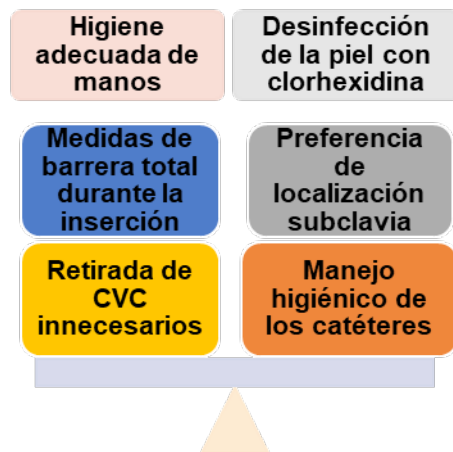 Higiene
adecuada de
manos
Desinfección
de la piel con
clorhexidina
Medidas de
barrera total
durante la
inserción
Preferencia
de
localización
subclavia
Retirada de
CVC
innecesarios
Manejo
higiénico de
los catéteres